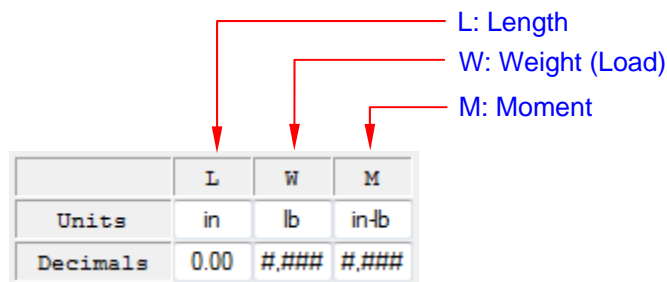 L: Length
W: Weight (Load)
M: Moment
L W M
Units in lb in-lb
Decimals 0.00 #,### #,###